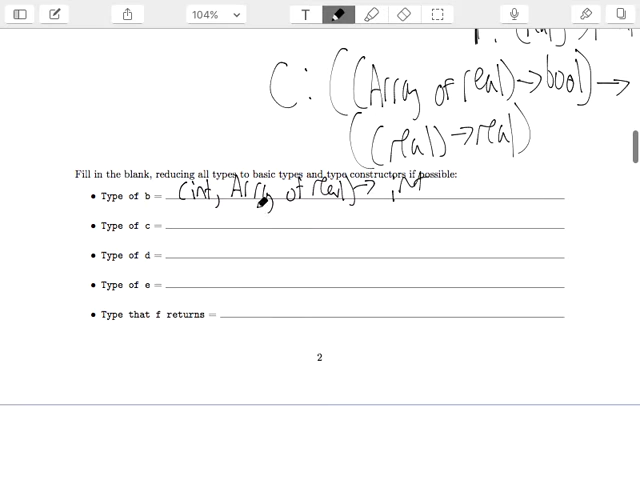 104%
T
C: ((Array of real)→bool)→
((real)→real)
Fill in the blank, reducing all types to basic types and type constructors if possible:
• Type of b = (int, Array of real)→ int
• Type of c =
• Type of d =
• Type of e =
• Type that f returns =
2